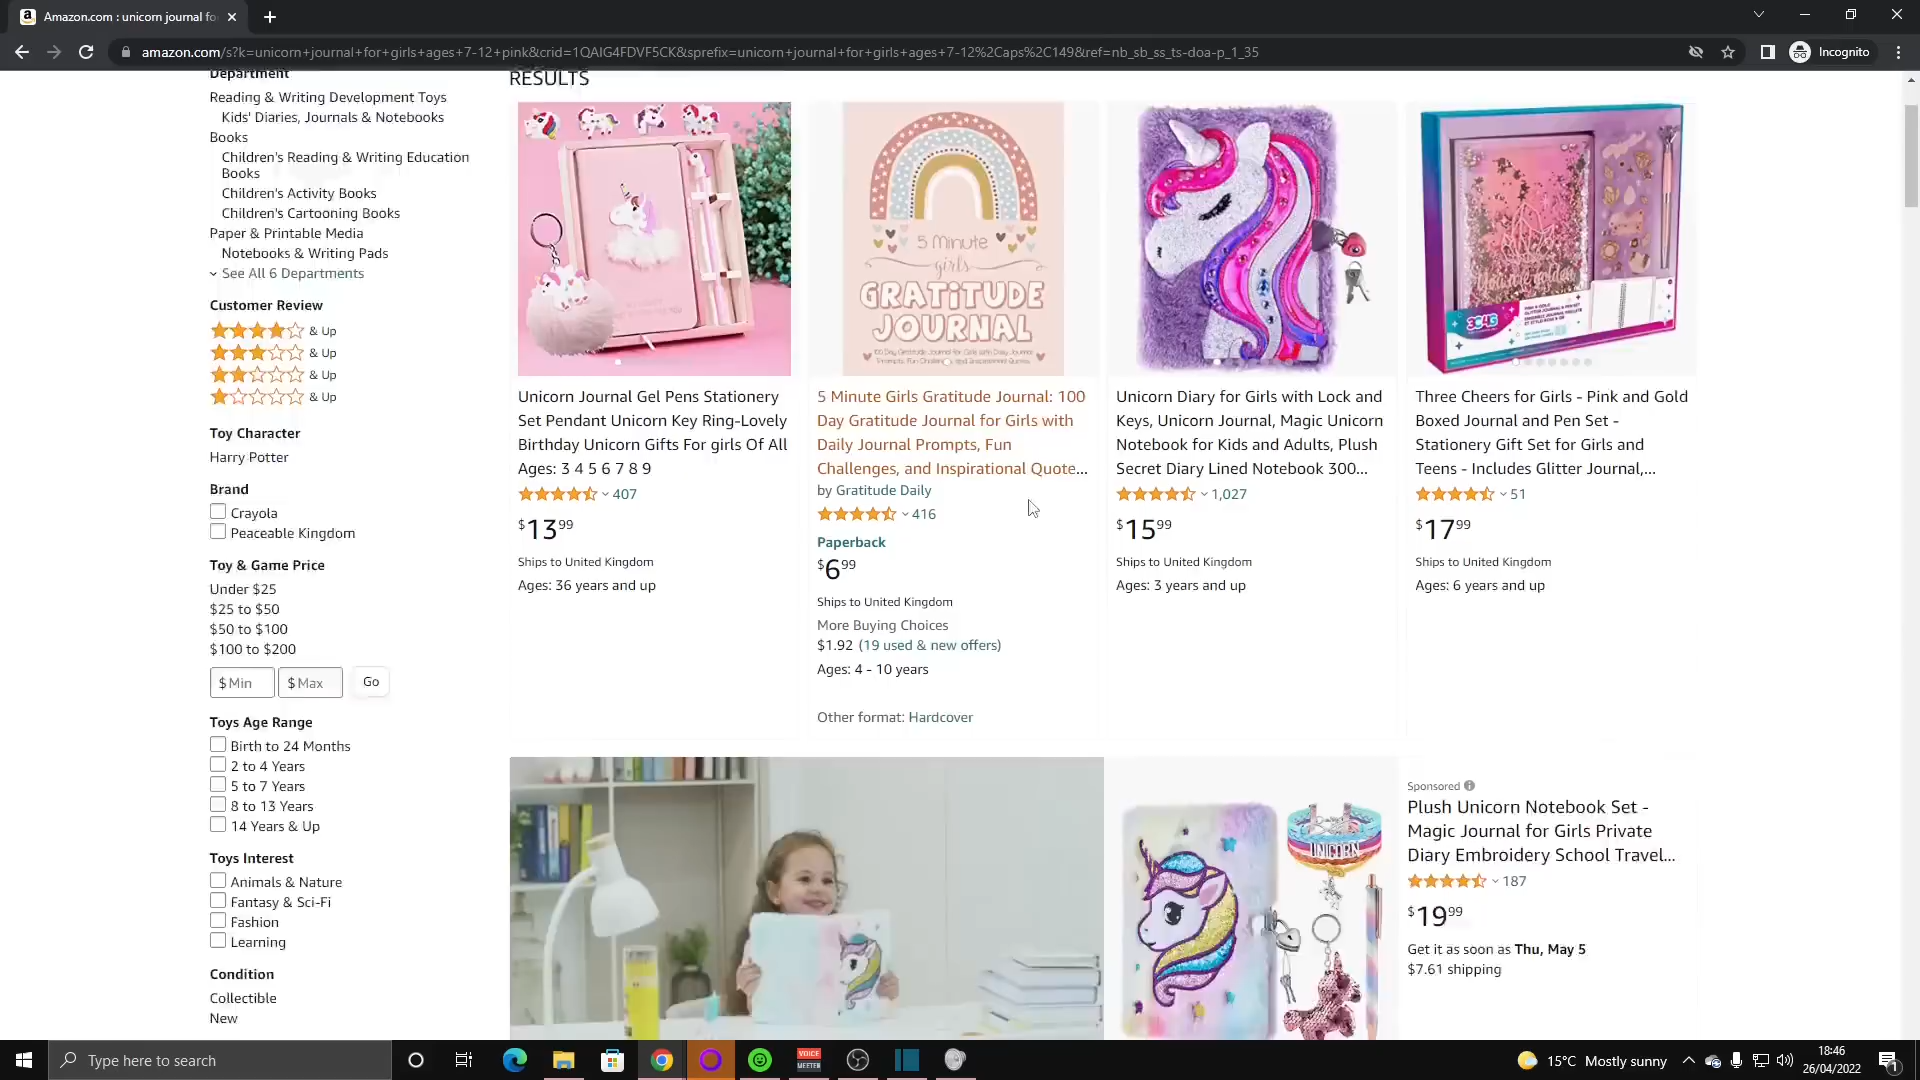 Amazon.com : unicorn journal fo
amazon.com/s?k=unicorn+journal+for+girls+ages+7-12+pink&crid=1QAIG4FDVF5CK&sprefix=unicorn+journal+for+girls+ages+7-12%2Caps%2C149&ref=nb_sb_ss_ts-doa-p_1_35
Incognito
Department
Reading & Writing Development Toys
Kids' Diaries, Journals & Notebooks
Books
Children's Reading & Writing Education
Books
Children's Activity Books
Children's Cartooning Books
Paper & Printable Media
Notebooks & Writing Pads
See All 6 Departments
Customer Review
& Up
& Up
& Up
& Up
Toy Character
Harry Potter
Brand
Crayola
Peaceable Kingdom
Toy & Game Price
Under $25
$25 to $50
$50 to $100
$100 to $200
$ Min
$ Max
Go
Toys Age Range
Birth to 24 Months
2 to 4 Years
5 to 7 Years
8 to 13 Years
14 Years & Up
Toys Interest
Animals & Nature
Fantasy & Sci-Fi
Fashion
Learning
Condition
Collectible
New
RESULTS
Unicorn Journal Gel Pens Stationery
Set Pendant Unicorn Key Ring-Lovely
Birthday Unicorn Gifts For girls Of All
Ages: 3 4 5 6 7 8 9
407
$13 99
Ships to United Kingdom
Ages: 36 years and up
5 Minute
girls
GRATITUDE
JOURNAL
5 Minute Girls Gratitude Journal: 100
Day Gratitude Journal for Girls with
Daily Journal Prompts, Fun
Challenges, and Inspirational Quote...
by Gratitude Daily
416
Paperback
$6 99
Ships to United Kingdom
More Buying Choices
$1.92 (19 used & new offers)
Ages: 4 - 10 years
Other format: Hardcover
Unicorn Diary for Girls with Lock and
Keys, Unicorn Journal, Magic Unicorn
Notebook for Kids and Adults, Plush
Secret Diary Lined Notebook 300...
1,027
$15 99
Ships to United Kingdom
Ages: 3 years and up
3C4G
Three Cheers for Girls - Pink and Gold
Boxed Journal and Pen Set -
Stationery Gift Set for Girls and
Teens - Includes Glitter Journal,...
51
$17 99
Ships to United Kingdom
Ages: 6 years and up
UNICORN
Sponsored
Plush Unicorn Notebook Set -
Magic Journal for Girls Private
Diary Embroidery School Travel...
187
$19 99
Get it as soon as Thu, May 5
$7.61 shipping
Type here to search
VOICE
MEETER
15°C Mostly sunny
18:46
26/04/2022
1